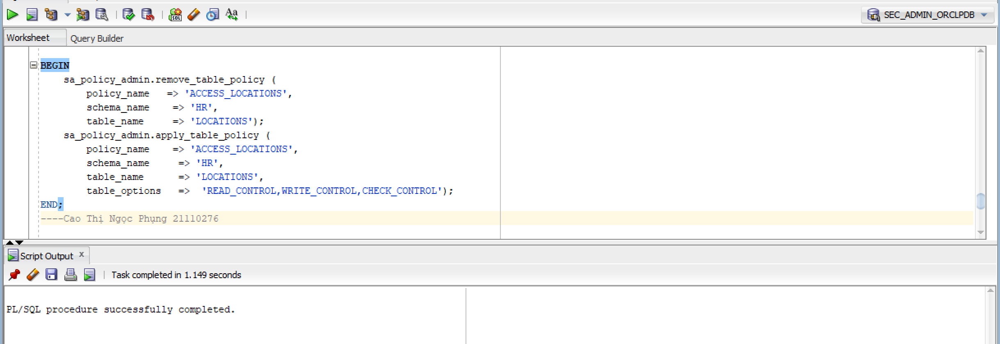 SQL
Aa
SEC_ADMIN_ORCLPDB
Worksheet
Query Builder
BEGIN
sa_policy_admin.remove_table_policy (
policy_name => 'ACCESS_LOCATIONS',
schema_name => 'HR',
table_name => 'LOCATIONS');
sa_policy_admin.apply_table_policy (
policy_name => 'ACCESS_LOCATIONS',
schema_name => 'HR',
table_name => 'LOCATIONS',
table_options => 'READ_CONTROL,WRITE_CONTROL,CHECK_CONTROL');
END;
----Cao Thị Ngọc Phụng 21110276
Script Output x
Task completed in 1.149 seconds
PL/SQL procedure successfully completed.